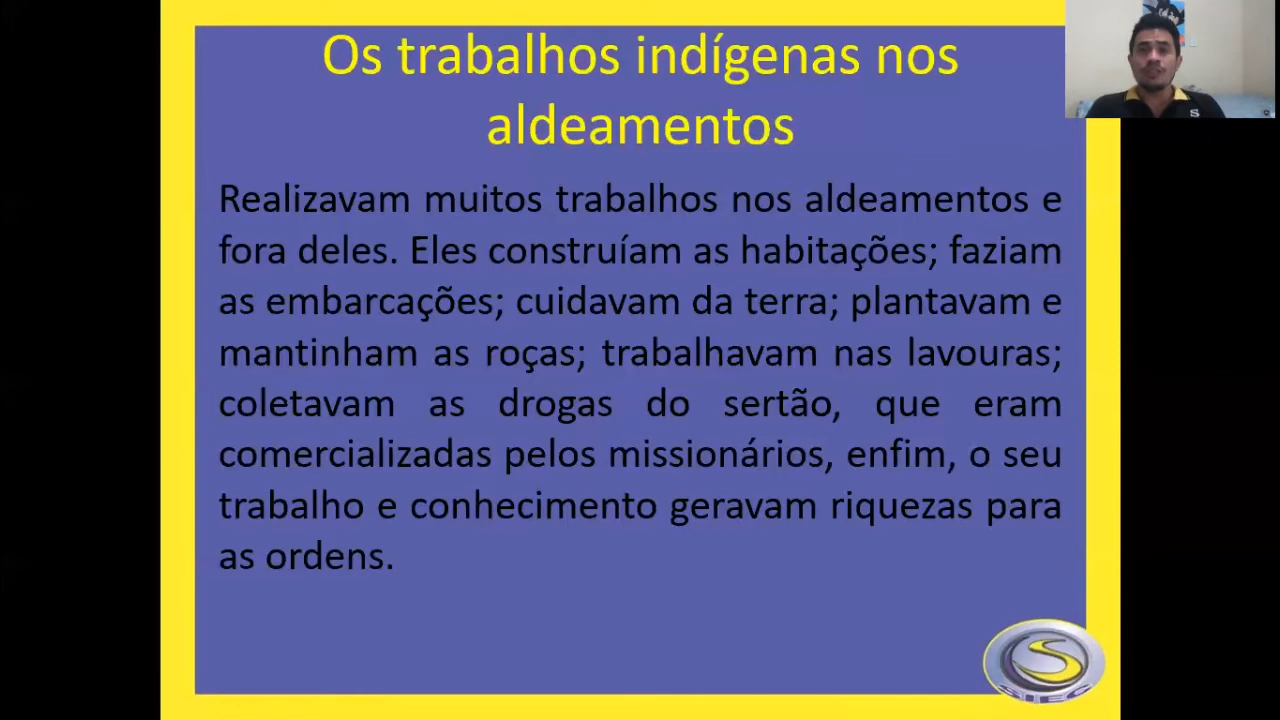 Os trabalhos indígenas nos
aldeamentos
Realizavam muitos trabalhos nos aldeamentos e
fora deles. Eles construíam as habitações; faziam
as embarcações; cuidavam da terra; plantavam e
mantinham as roças; trabalhavam nas lavouras;
coletavam as drogas do sertão, que eram
comercializadas pelos missionários, enfim, o seu
trabalho e conhecimento geravam riquezas para
as ordens.
S
SIEC